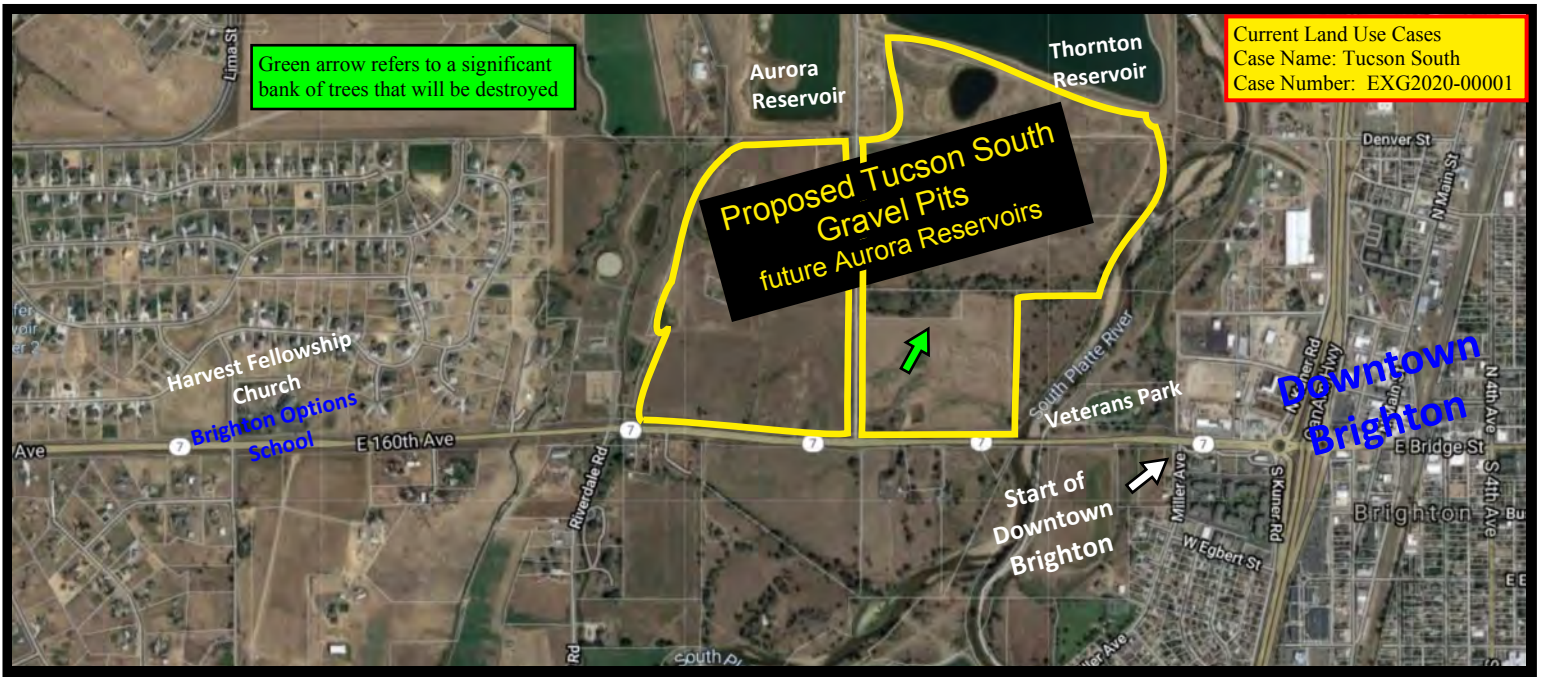 Lima St
Green arrow refers to a significant
bank of trees that will be destroyed
Aurora
Reservoir
Thornton
Reservoir
Current Land Use Cases
Case Name: Tucson South
Case Number: EXG2020-00001
Denver St
N Main St
Proposed Tucson South
Gravel Pits
future Aurora Reservoirs
South Platte River
Harvest Fellowship
Church
Brighton Options
School
Ave
7
E 160th Ave
7
7
7
7
Riverdale Rd
Veterans Park
Downtown
Brighton
N 4th Ave
E Bridge St
S 4th Ave
Start of
Downtown
Brighton
Miller Ave
S Kuner Rd
Brighton
Bu
W Egbert St
E E
Rd
South Pl
ller Ave
S